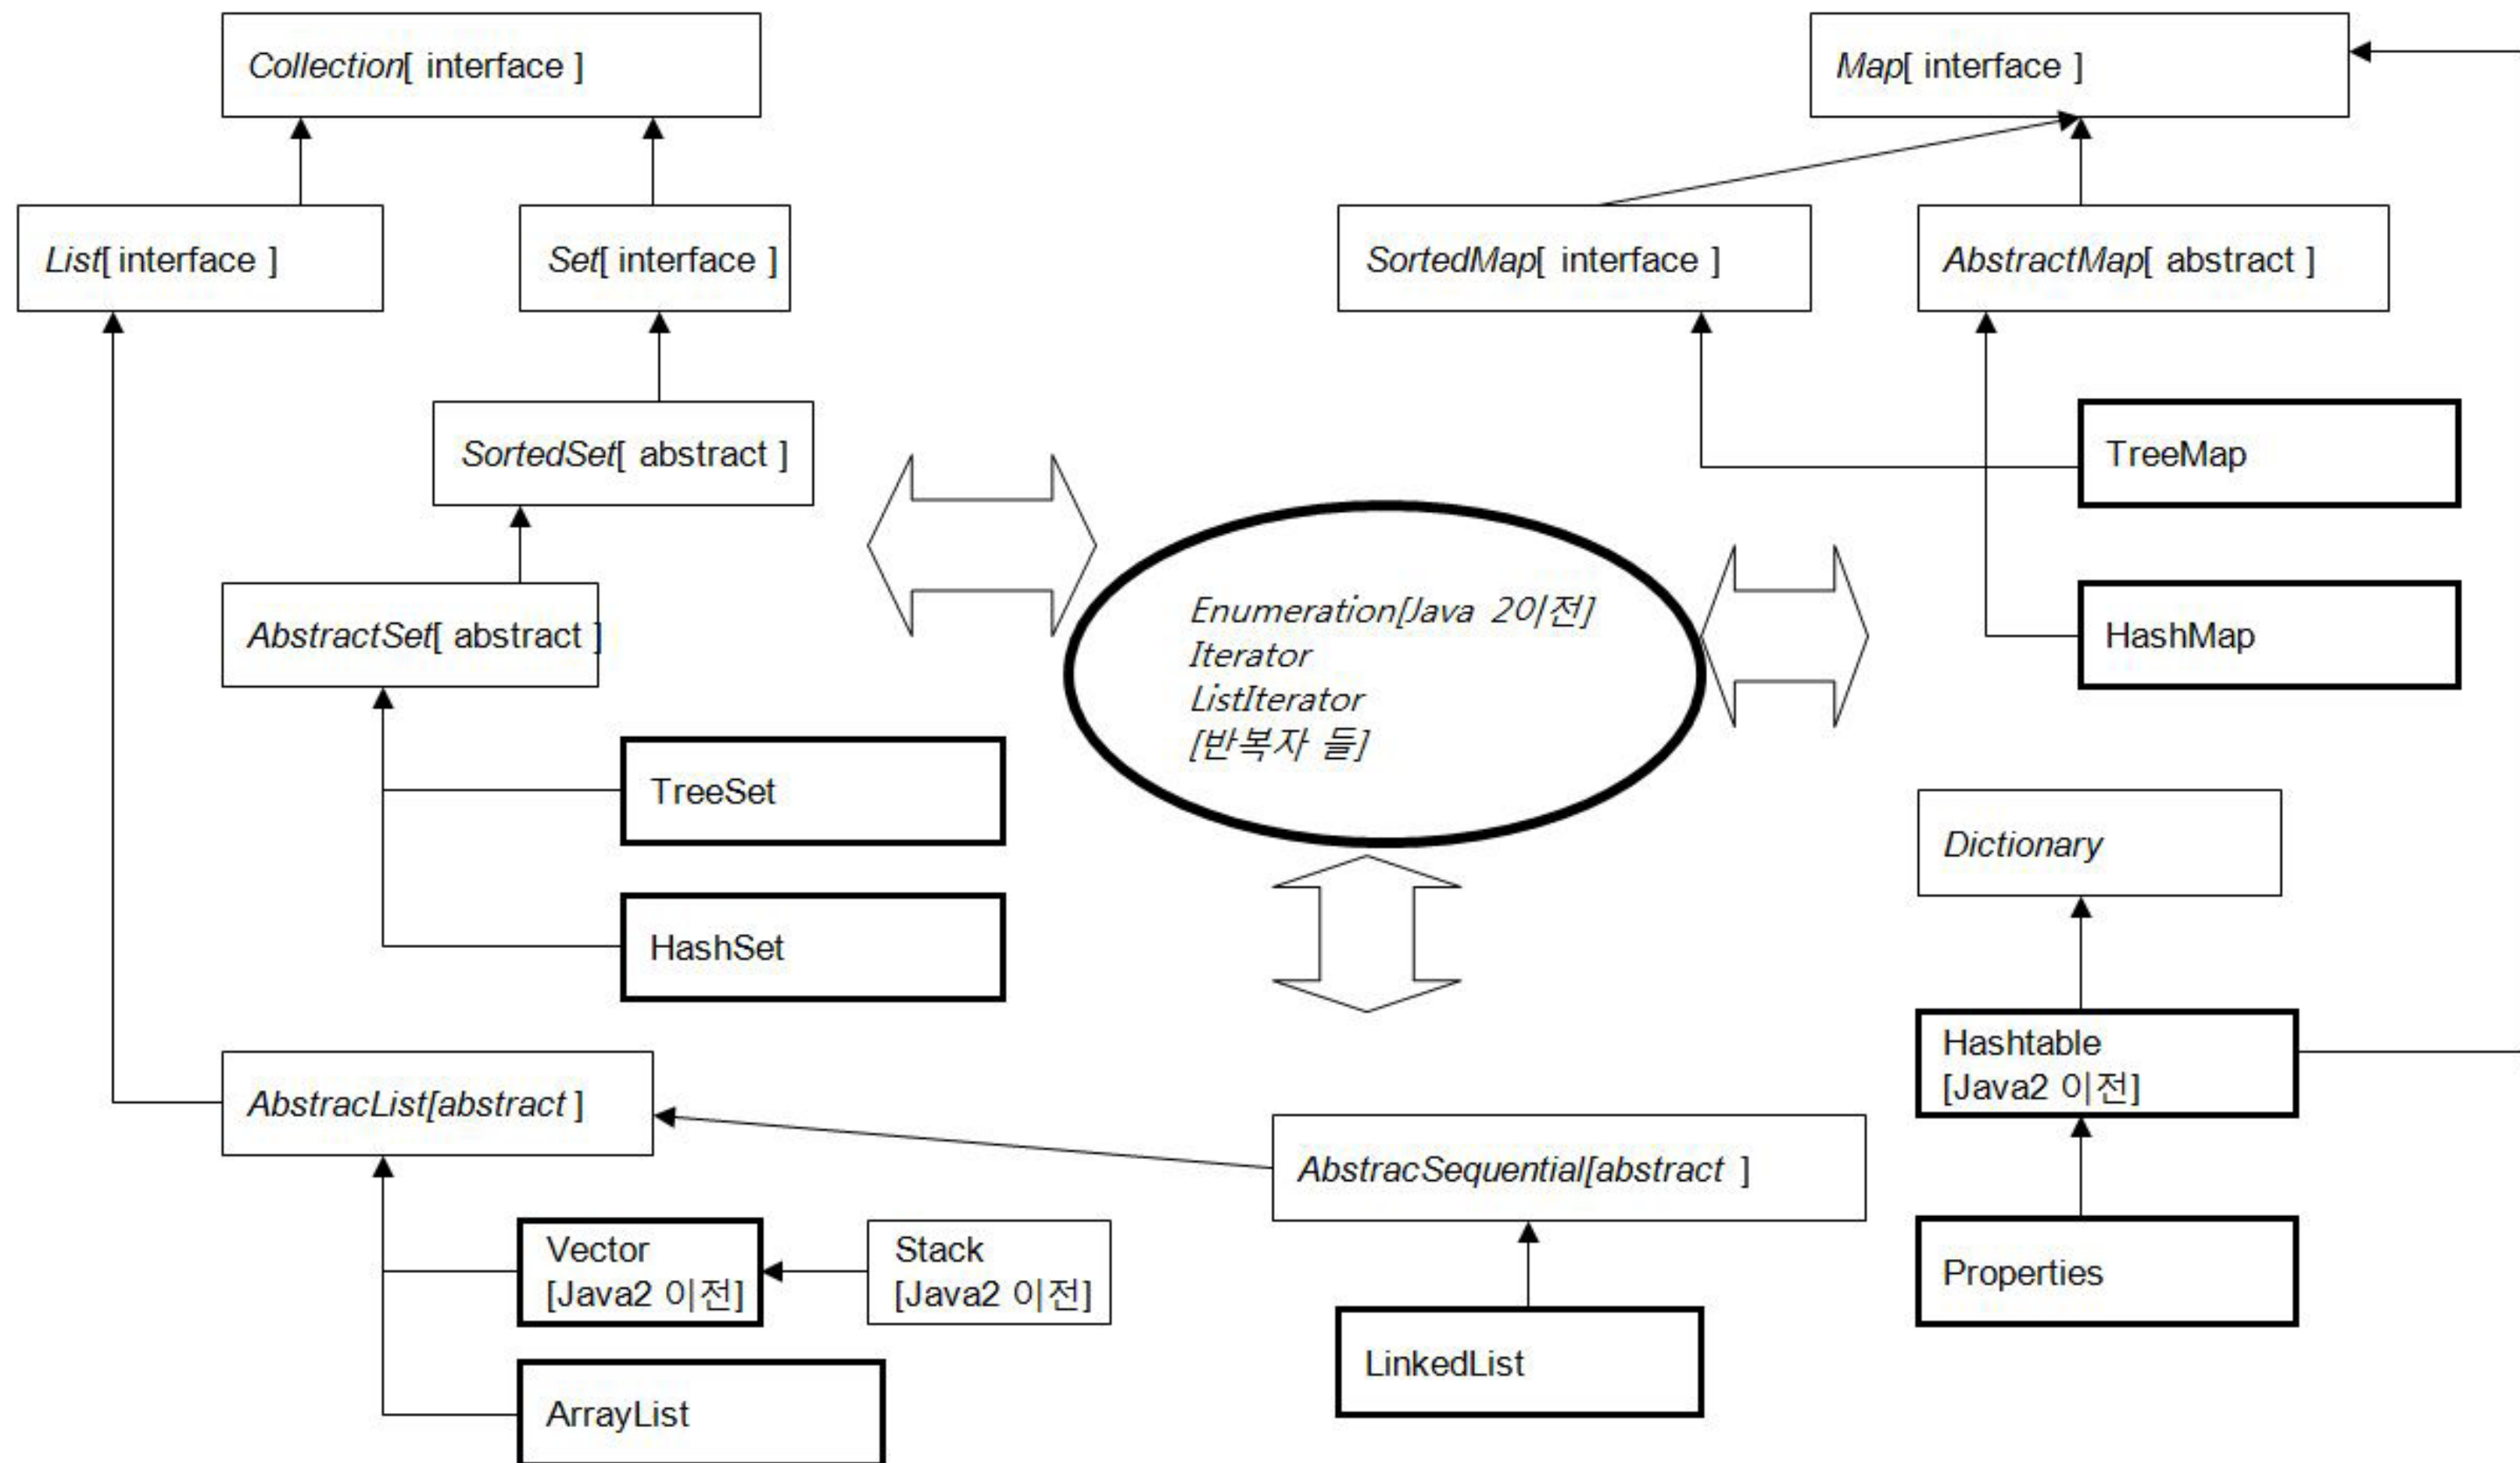 Collection[ interface ]
Map[ interface ]
List[ interface ]
Set[ interface ]
SortedMap[ interface ]
AbstractMap[ abstract ]
SortedSet[ abstract ]
TreeMap
AbstractSet[ abstract ]
Enumeration[Java 2이전]
Iterator
ListIterator
[반복자 들]
HashMap
TreeSet
Dictionary
HashSet
Hashtable
[Java2 이전]
AbstracList[abstract ]
AbstracSequential[abstract ]
Vector
[Java2 이전]
Stack
[Java2 이전]
Properties
LinkedList
ArrayList